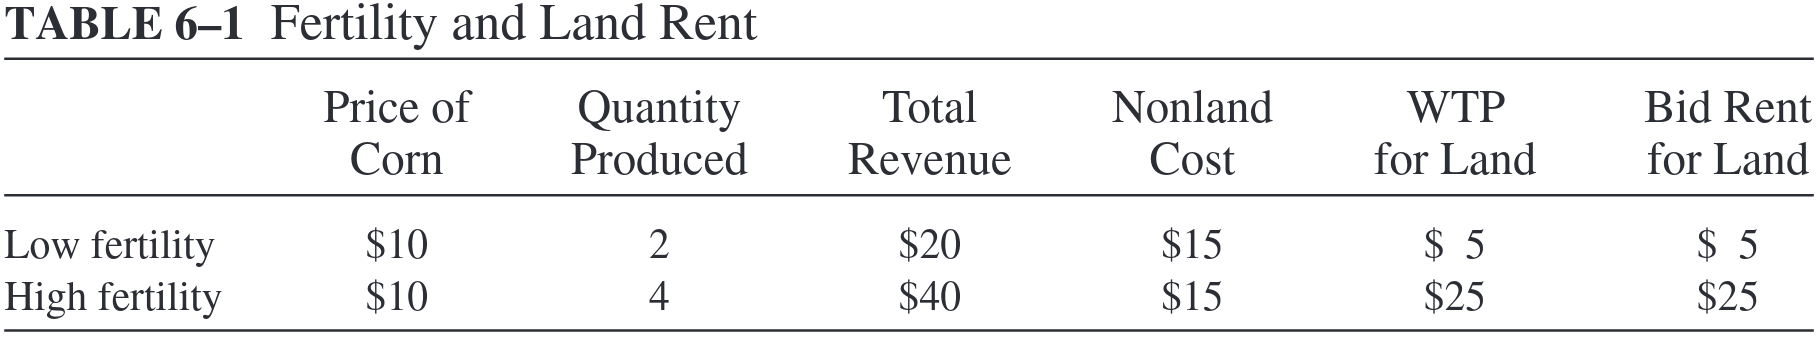 TABLE 6–1 Fertility and Land Rent
Price of Quantity Total Nonland WTP Bid Rent
Corn Produced Revenue Cost for Land for Land
Low fertility $10 2 $20 $15 $ 5 $ 5
High fertility $10 4 $40 $15 $25 $25